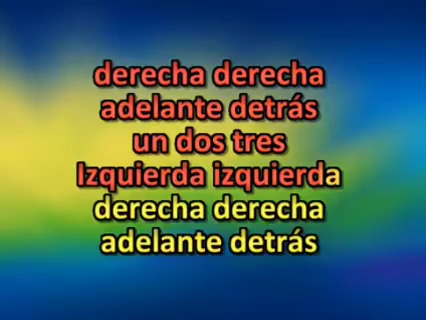 derecha derecha
adelante detrás
un dos tres
Izquierda izquierda
derecha derecha
adelante detrás